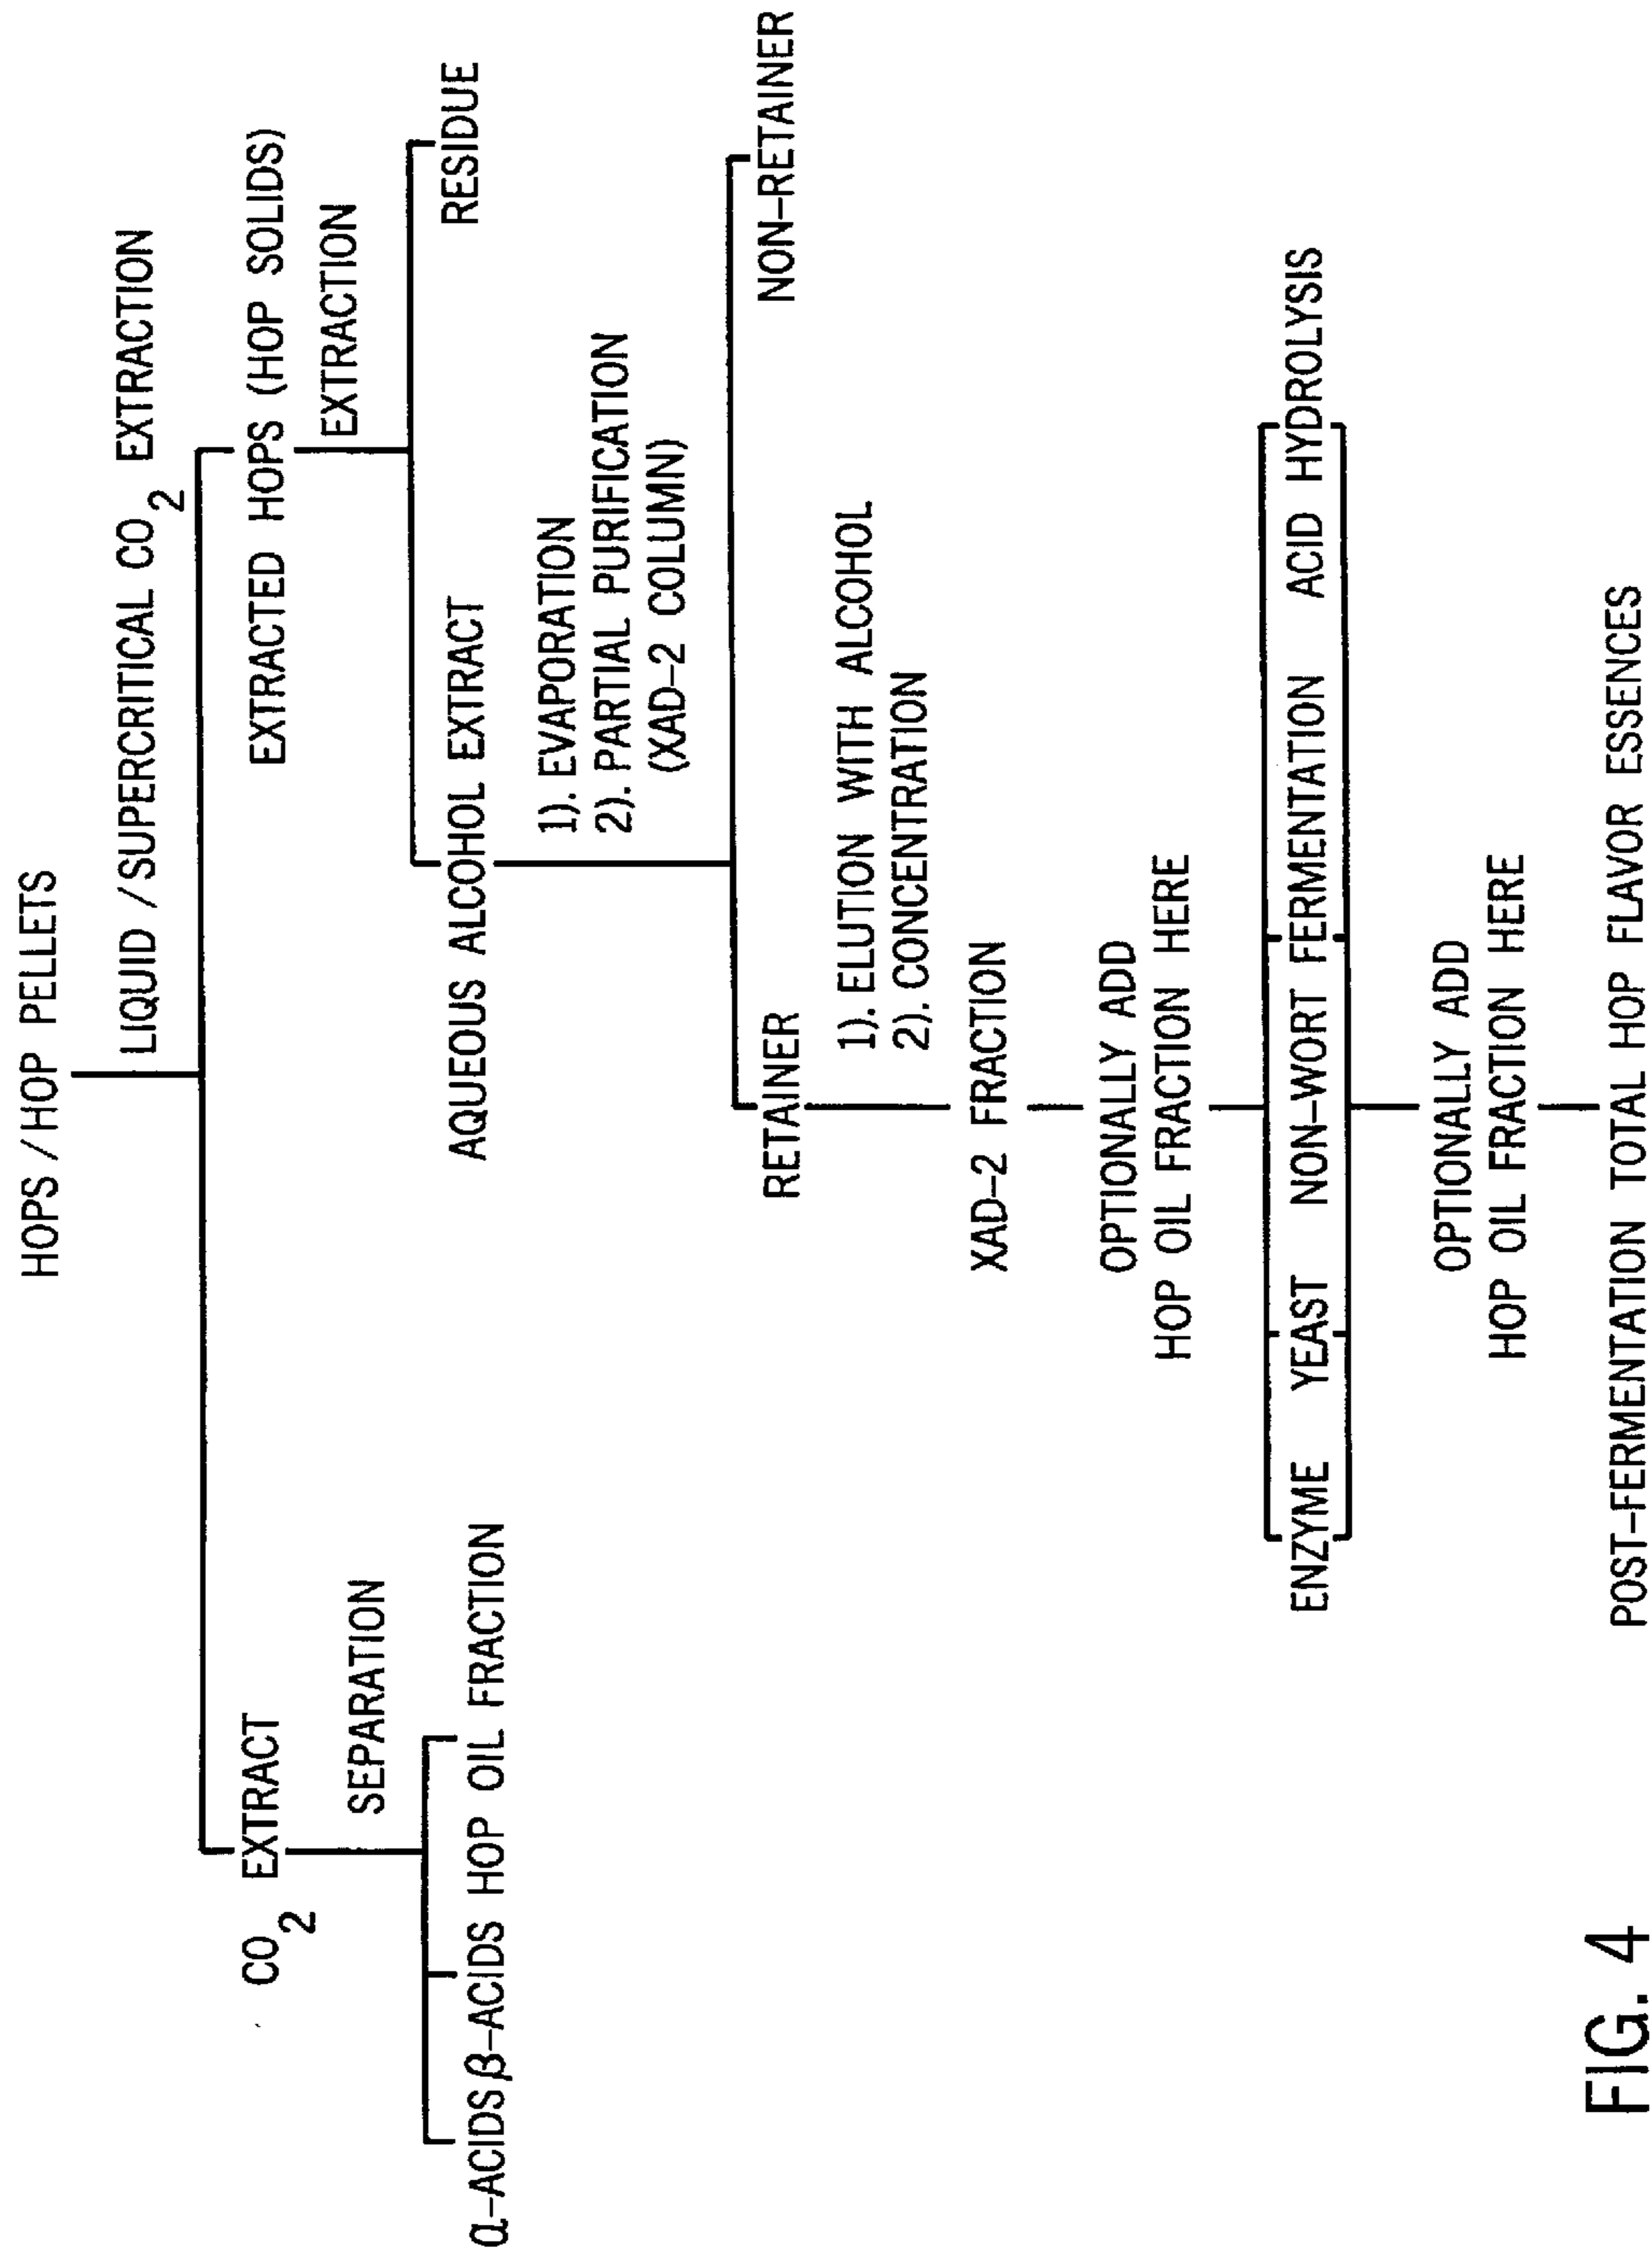 HOPS/HOP PELLETS
LIQUID/SUPERCRITICAL CO2 EXTRACTION
CO2 EXTRACT
EXTRACTED HOPS (HOP SOLIDS)
SEPARATION
EXTRACTION
α-ACIDS β-ACIDS HOP OIL FRACTION
AQUEOUS ALCOHOL EXTRACT
RESIDUE
1). EVAPORATION
2). PARTIAL PURIFICATION
(XAD-2 COLUMN)
RETAINER
NON-RETAINER
1). ELUTION WITH ALCOHOL
2). CONCENTRATION
XAD-2 FRACTION
OPTIONALLY ADD
HOP OIL FRACTION HERE
ENZYME YEAST NON-WORT FERMENTATION ACID HYDROLYSIS
OPTIONALLY ADD
HOP OIL FRACTION HERE
POST-FERMENTATION TOTAL HOP FLAVOR ESSENCES
FIG. 4